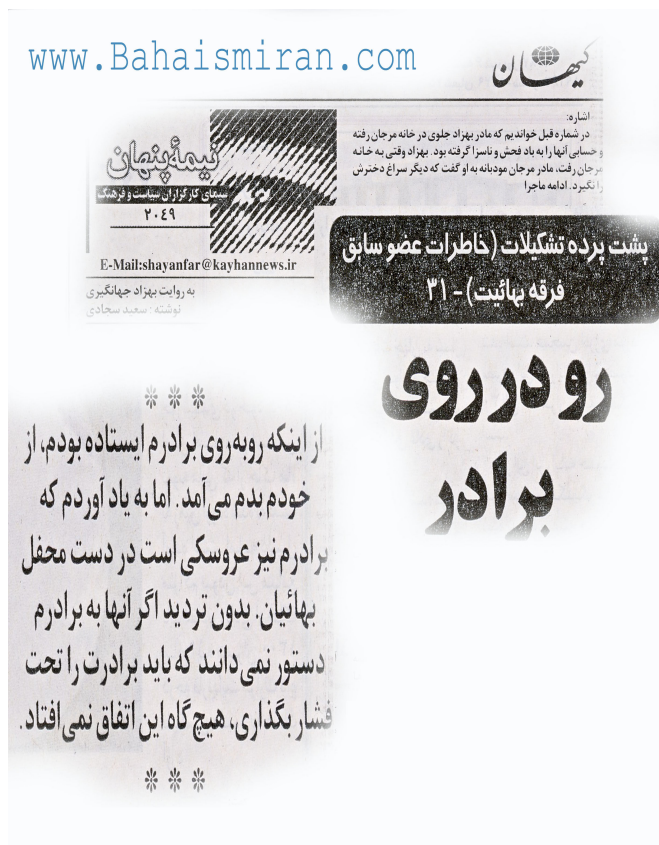 www.Bahaismiran.com
کیهان
اشاره:
در شماره قبل خواندیم که مادر بهزاد جلوی در خانه مرجان رفته
و حسابی آنها را به باد فحش و ناسزا گرفته بود. بهزاد وقتی به خانه
مرجان رفت، مادر مرجان مودبانه به او گفت که دیگر سراغ دخترش
را نگیرد. ادامه ماجرا
نیمهٔ پنهان
سیمای کارگزاران سیاست و فرهنگ
۲۰۴۹
E-Mail:shayanfar@kayhannews.ir
به روایت بهزاد جهانگیری
نوشته: سعید سجادی
پشت پرده تشکیلات (خاطرات عضو سابق
فرقه بهائیت) - ۳۱
رو در روی
برادر
از اینکه روبه‌روی برادرم ایستاده بودم، از
خودم بدم می‌آمد. اما به یاد آوردم که
برادرم نیز عروسکی است در دست محفل
بهائیان. بدون تردید اگر آنها به برادرم
دستور نمی‌دانند که باید برادرت را تحت
فشار بگذاری، هیچ‌گاه این اتفاق نمی‌افتاد.